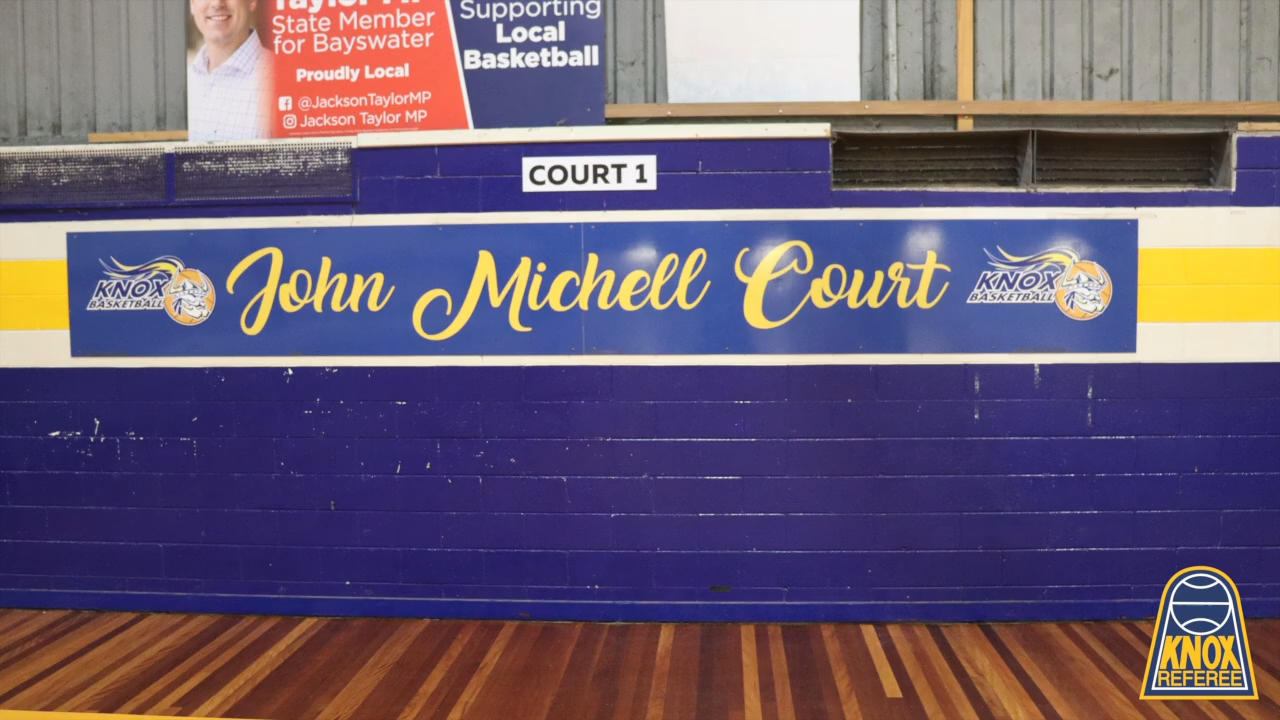 Taylor MP
State Member
for Bayswater
Proudly Local
@JacksonTaylorMP
Jackson Taylor MP
Supporting
Local
Basketball
COURT 1
KNOX
BASKETBALL
John Michell Court
KNOX
BASKETBALL
KNOX
REFEREE